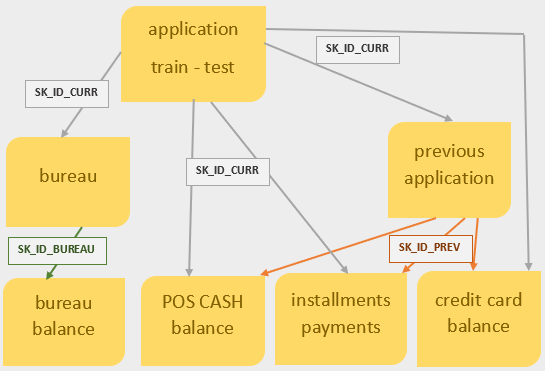 application
train - test
SK_ID_CURR
SK_ID_CURR
bureau
previous
application
SK_ID_CURR
SK_ID_BUREAU
SK_ID_PREV
bureau
balance
POS CASH
balance
installments
payments
credit card
balance